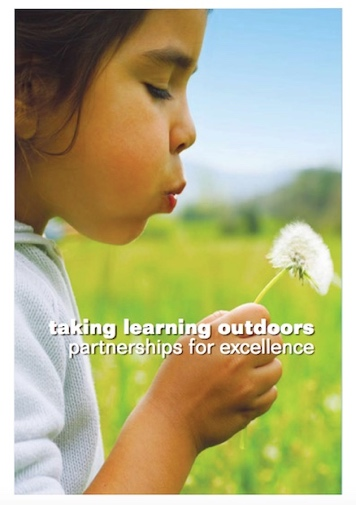 taking learning outdoors
partnerships for excellence